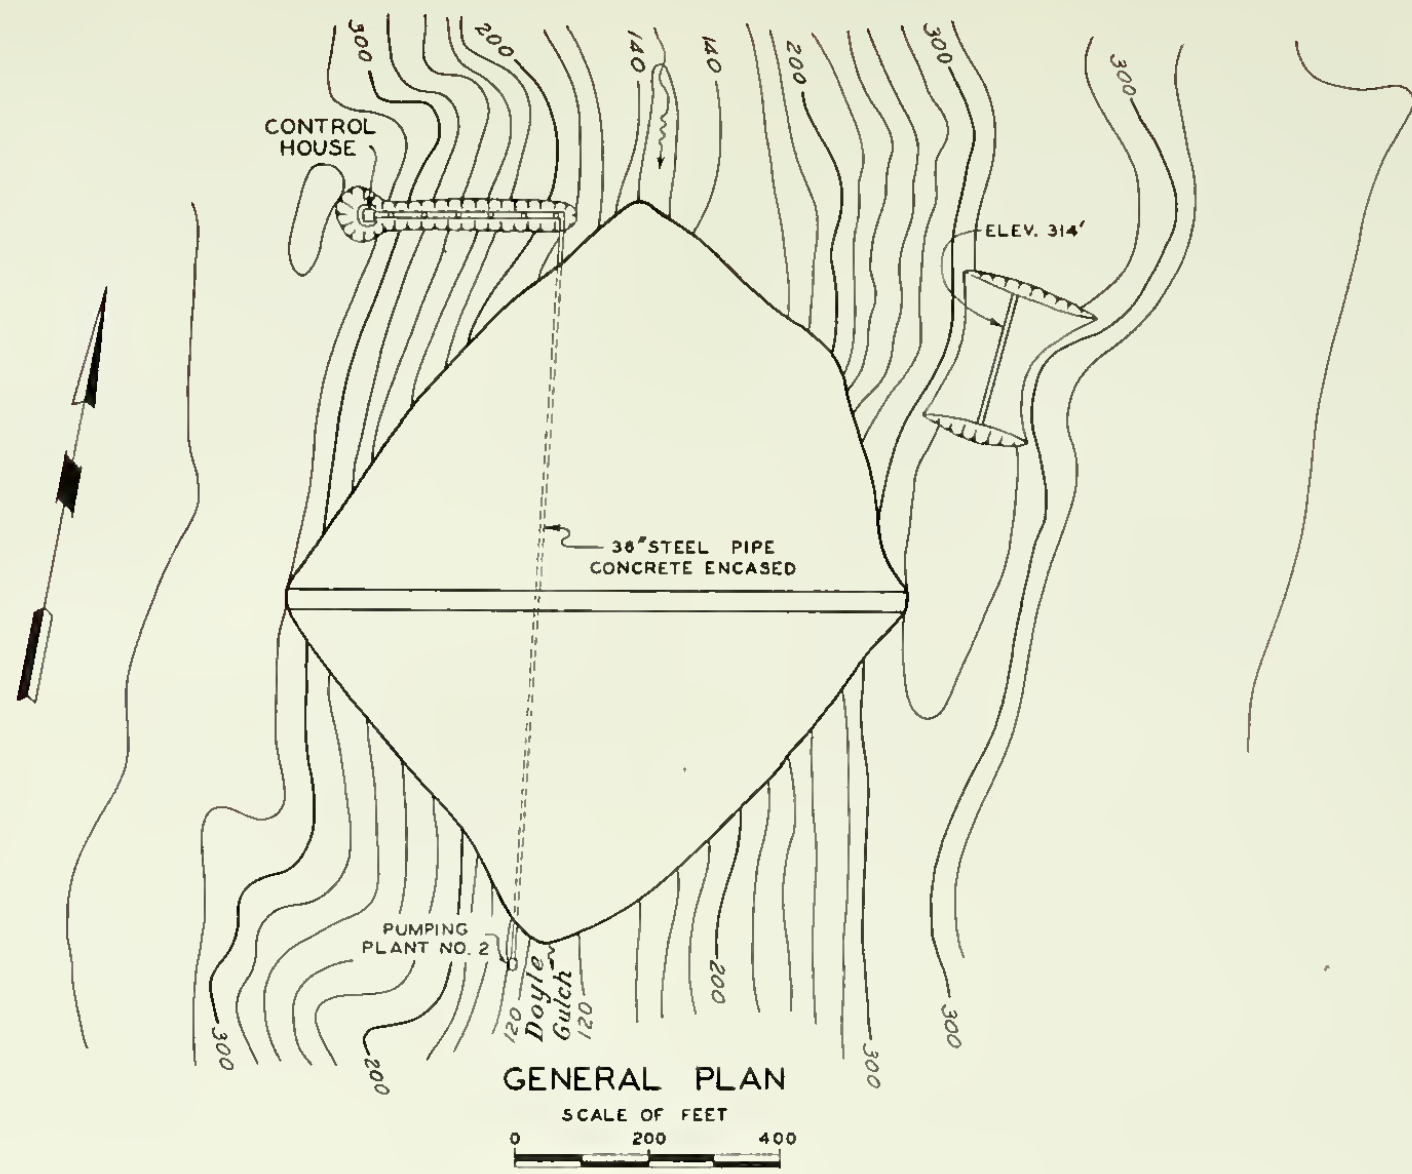 300
200
140
140
200
300
300
CONTROL
HOUSE
ELEV. 314'
36" STEEL PIPE
CONCRETE ENCASED
PUMPING
PLANT NO. 2
Doyle
Gulch
120
120
200
300
200
300
300
GENERAL PLAN
SCALE OF FEET
0 200 400